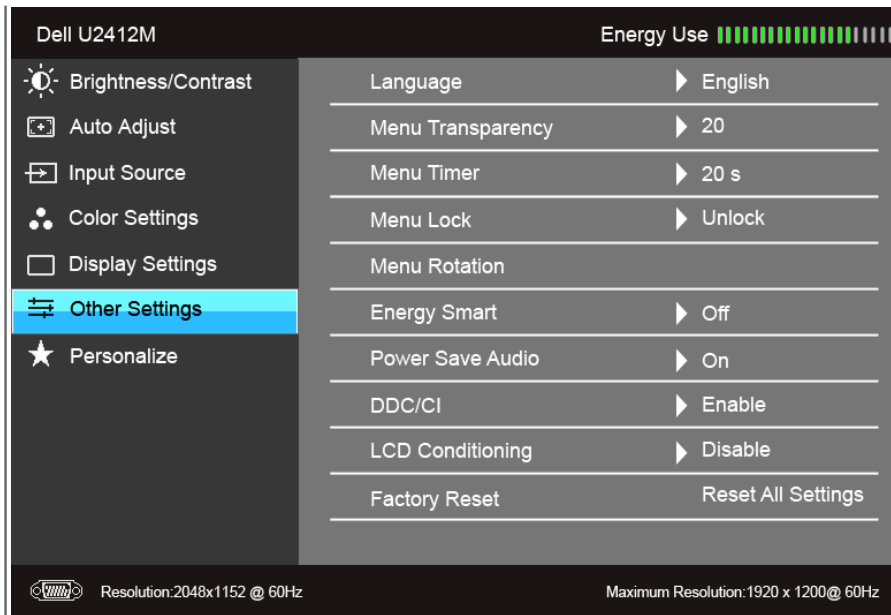 Dell U2412M Energy Use
Brightness/Contrast
Auto Adjust
Input Source
Color Settings
Display Settings
Other Settings
Personalize
Language English
Menu Transparency 20
Menu Timer 20 s
Menu Lock Unlock
Menu Rotation
Energy Smart Off
Power Save Audio On
DDC/CI Enable
LCD Conditioning Disable
Factory Reset Reset All Settings
Resolution:2048x1152 @ 60Hz Maximum Resolution:1920 x 1200@ 60Hz